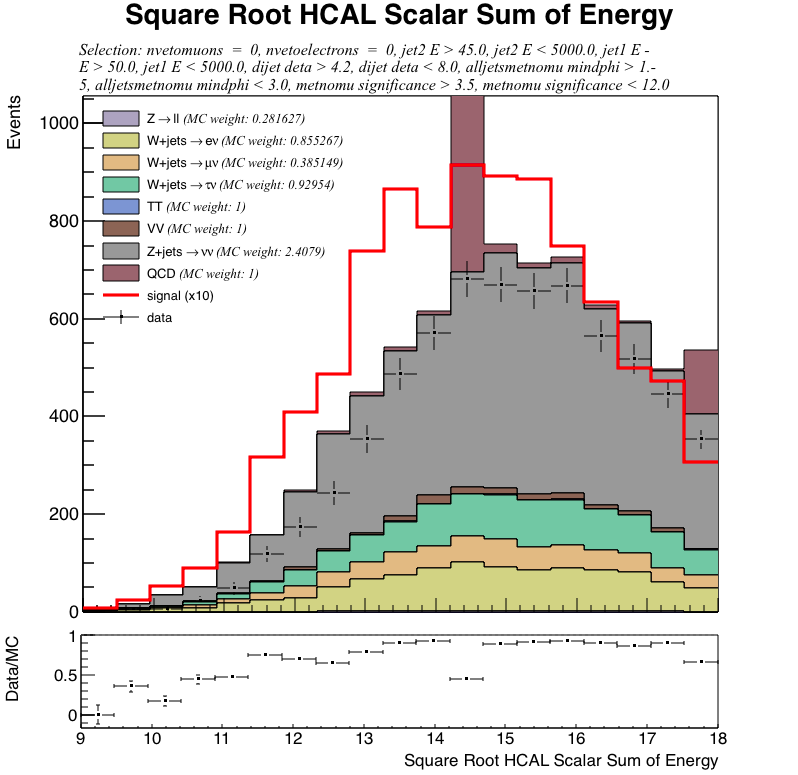 Square Root HCAL Scalar Sum of Energy
Selection: nvetomuons = 0, nvetoelectrons = 0, jet2 E > 45.0, jet2 E < 5000.0, jet1 E -
E > 50.0, jet1 E < 5000.0, dijet deta > 4.2, dijet deta < 8.0, alljetsmetnomu mindphi > 1.-
5, alljetsmetnomu mindphi < 3.0, metnomu significance > 3.5, metnomu significance < 12.0
Events
1000
800
600
400
200
0
Z→ll (MC weight: 0.281627)
W+jets→eν (MC weight: 0.855267)
W+jets→μν (MC weight: 0.385149)
W+jets→τν (MC weight: 0.92954)
TT (MC weight: 1)
VV (MC weight: 1)
Z+jets→νν (MC weight: 2.4079)
QCD (MC weight: 1)
signal (x10)
data
Data/MC
1
0.5
0
9 10 11 12 13 14 15 16 17 18
Square Root HCAL Scalar Sum of Energy